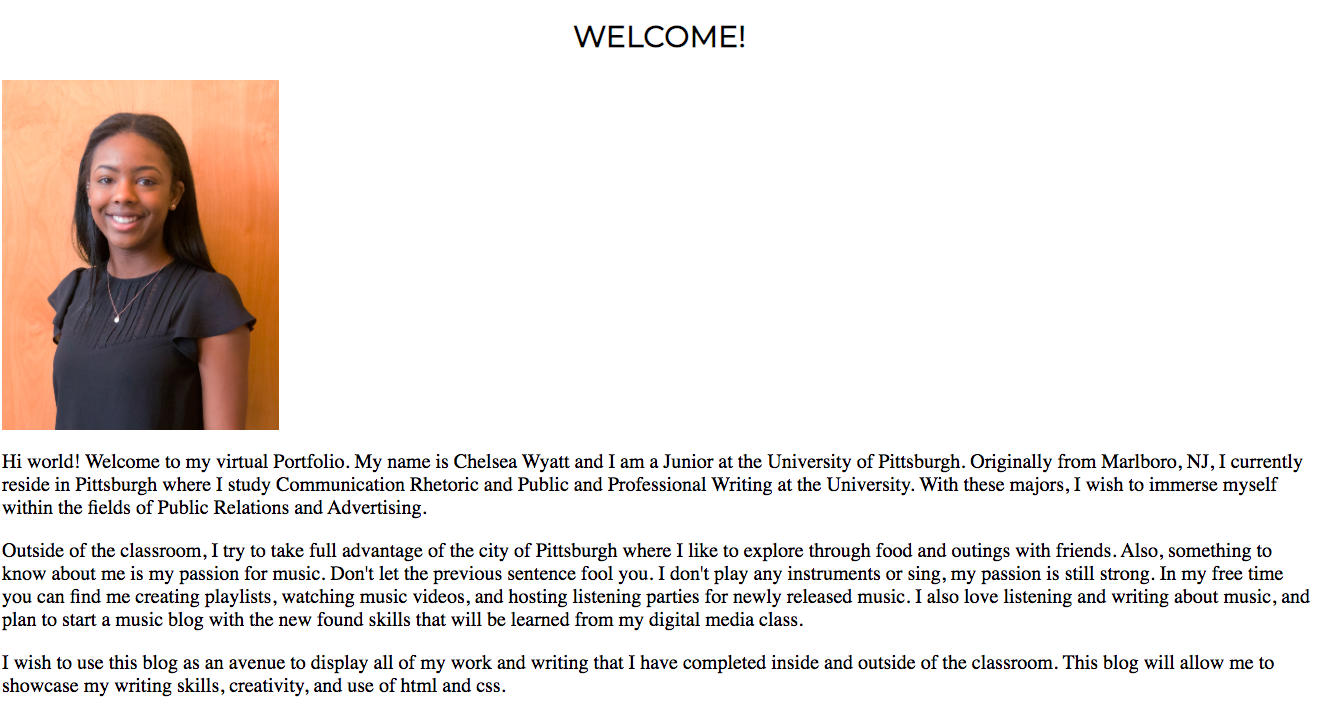 WELCOME!
Hi world! Welcome to my virtual Portfolio. My name is Chelsea Wyatt and I am a Junior at the University of Pittsburgh. Originally from Marlboro, NJ, I currently
reside in Pittsburgh where I study Communication Rhetoric and Public and Professional Writing at the University. With these majors, I wish to immerse myself
within the fields of Public Relations and Advertising.
Outside of the classroom, I try to take full advantage of the city of Pittsburgh where I like to explore through food and outings with friends. Also, something to
know about me is my passion for music. Don't let the previous sentence fool you. I don't play any instruments or sing, my passion is still strong. In my free time
you can find me creating playlists, watching music videos, and hosting listening parties for newly released music. I also love listening and writing about music, and
plan to start a music blog with the new found skills that will be learned from my digital media class.
I wish to use this blog as an avenue to display all of my work and writing that I have completed inside and outside of the classroom. This blog will allow me to
showcase my writing skills, creativity, and use of html and css.